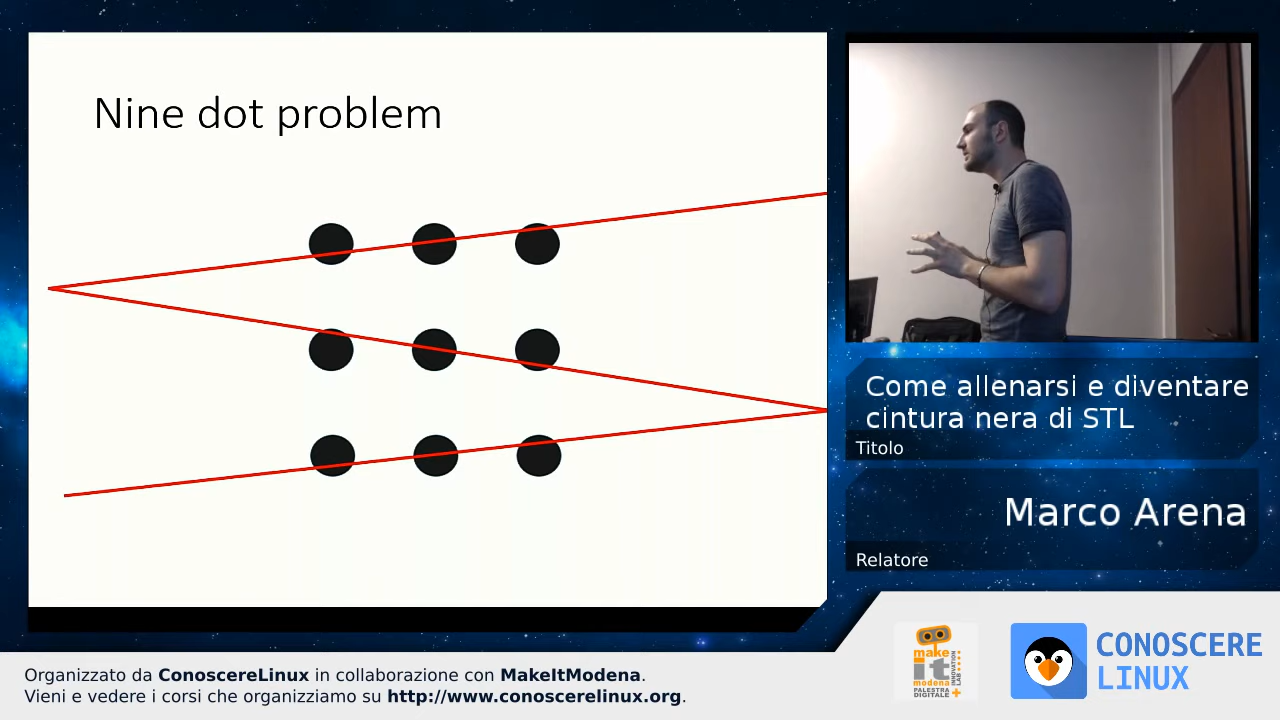 Nine dot problem
Come allenarsi e diventare
cintura nera di STL
Titolo
Marco Arena
Relatore
Organizzato da ConoscereLinux in collaborazione con MakeItModena.
Vieni e vedere i corsi che organizziamo su http://www.conoscerelinux.org.
make
it
modena
PALESTRA
DIGITALE
INNOVATION
LAB
CONOSCERE
LINUX